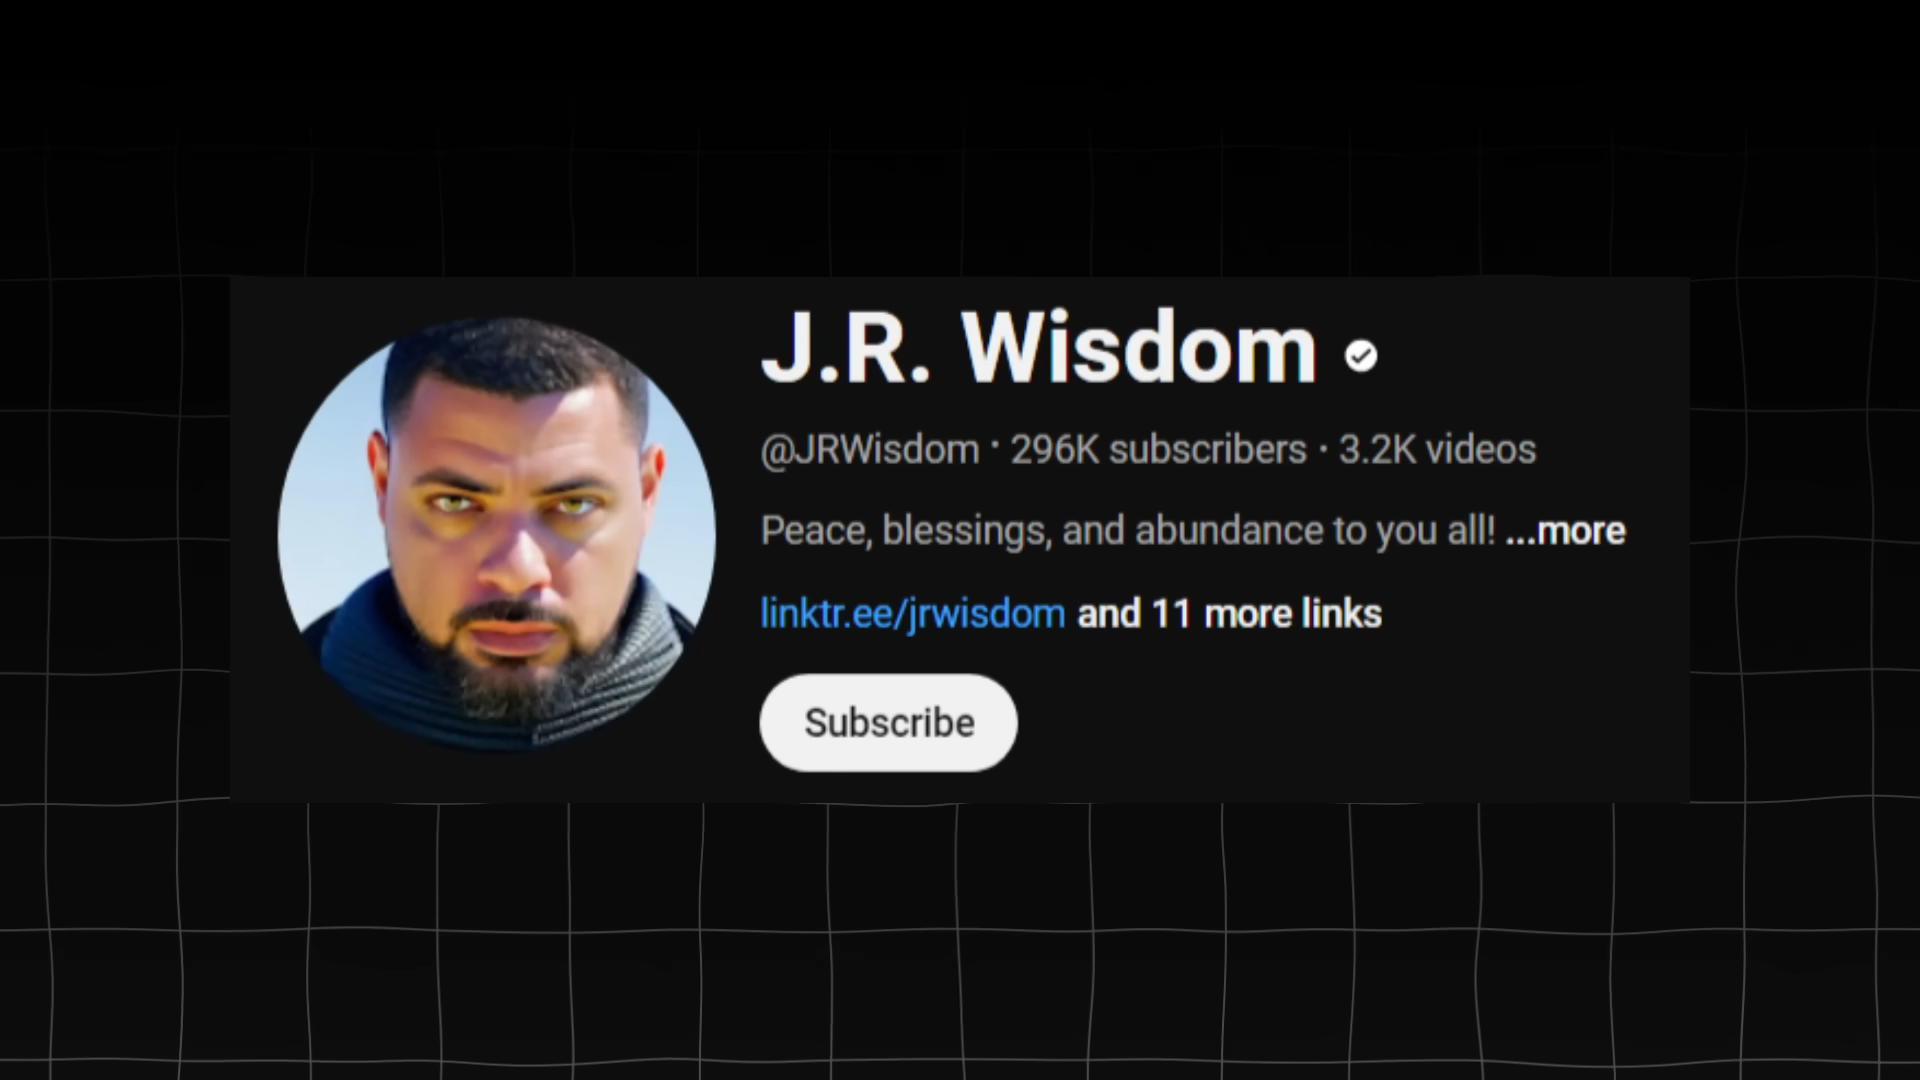 J.R. Wisdom
@JRWisdom · 296K subscribers · 3.2K videos
Peace, blessings, and abundance to you all! ...more
linktr.ee/jrwisdom and 11 more links
Subscribe